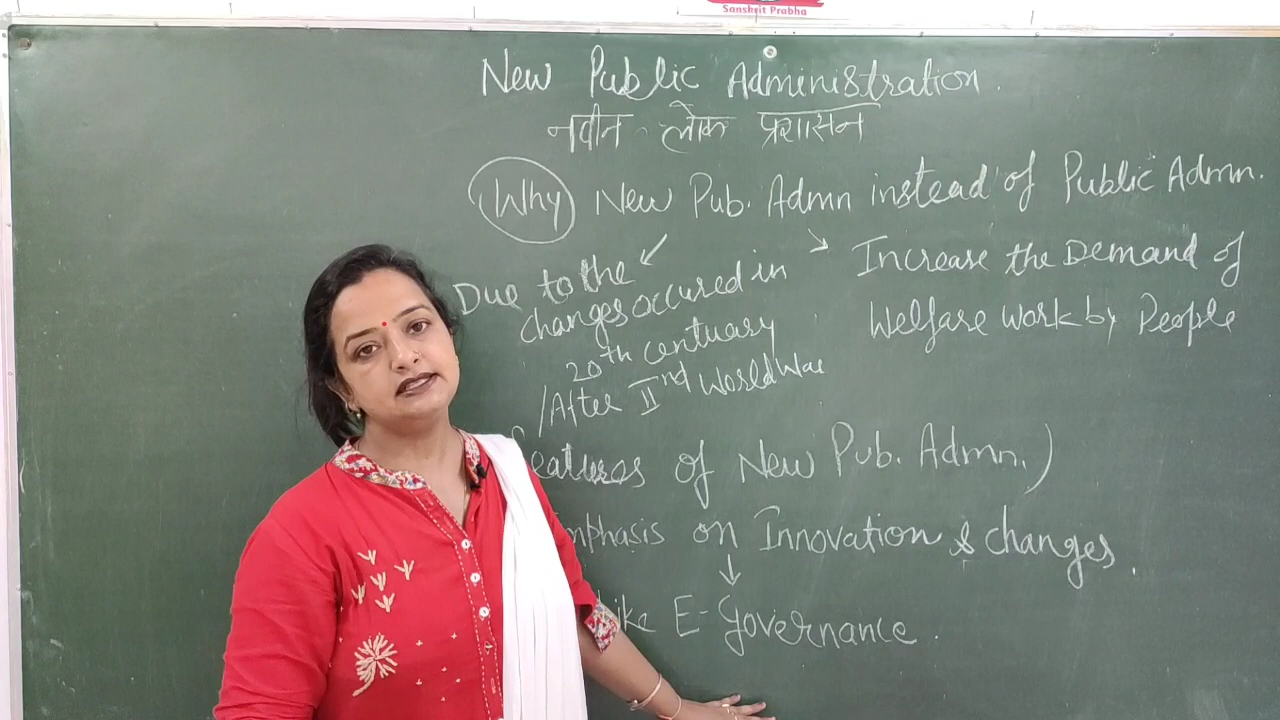 Sanskrit Prabha
New Public Administration.
नवीन लोक प्रशासन
Why New Pub. Admn instead of Public Admn.
Due to the
changes occured in
20th centuary
/After IInd World War
Increase the Demand of
Welfare work by People
eatures of New Pub. Admn.)
mphasis on Innovation & changes.
like E-Governance.